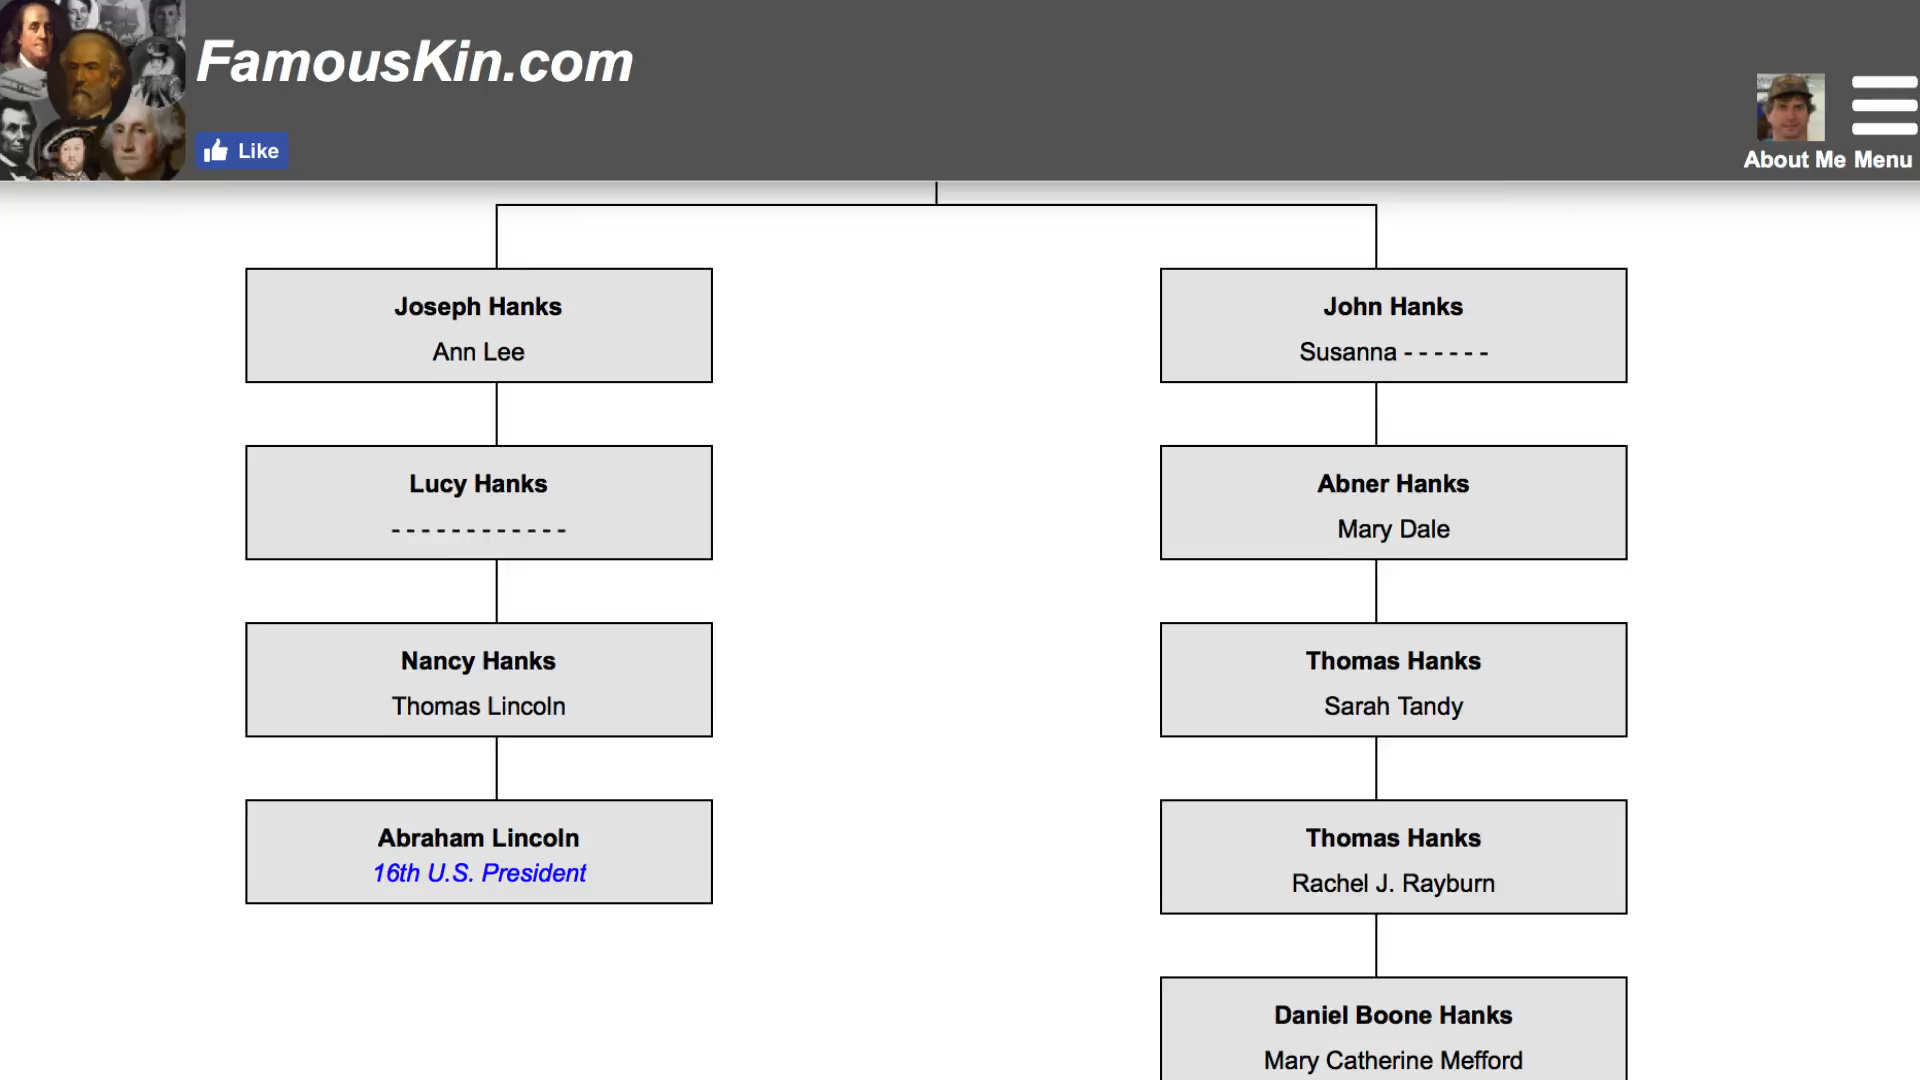 FamousKin.com
Like
About Me Menu
Joseph Hanks
Ann Lee
John Hanks
Susanna - - - - - -
Lucy Hanks
- - - - - - - - - - - -
Abner Hanks
Mary Dale
Nancy Hanks
Thomas Lincoln
Thomas Hanks
Sarah Tandy
Abraham Lincoln
16th U.S. President
Thomas Hanks
Rachel J. Rayburn
Daniel Boone Hanks
Mary Catherine Mefford